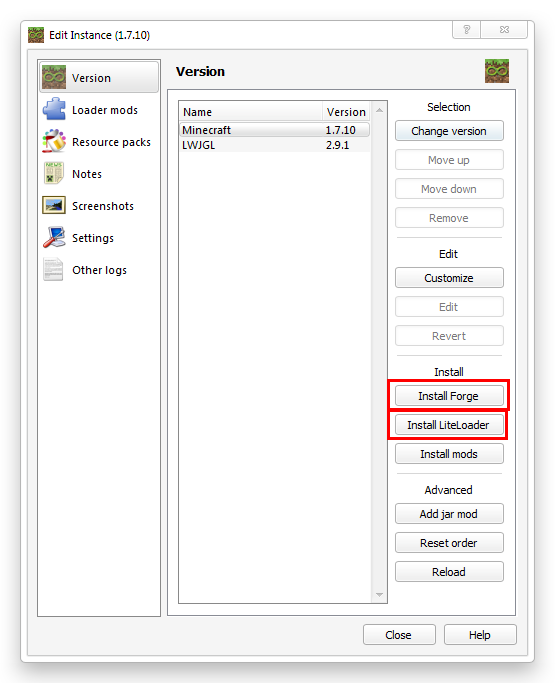 Edit Instance (1.7.10)
Version
Loader mods
Resource packs
Notes
Screenshots
Settings
Other logs
Version
Name Version
Minecraft 1.7.10
LWJGL 2.9.1
Selection
Change version
Move up
Move down
Remove
Edit
Customize
Edit
Revert
Install
Install Forge
Install LiteLoader
Install mods
Advanced
Add jar mod
Reset order
Reload
Close
Help